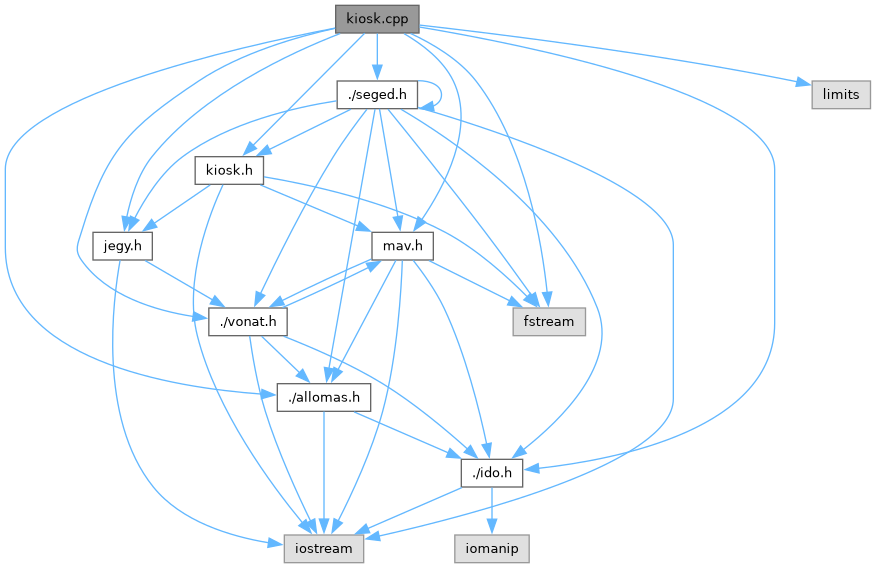 kiosk.cpp
./seged.h
limits
kiosk.h
jegy.h
mav.h
./vonat.h
fstream
./allomas.h
./ido.h
iostream
iomanip